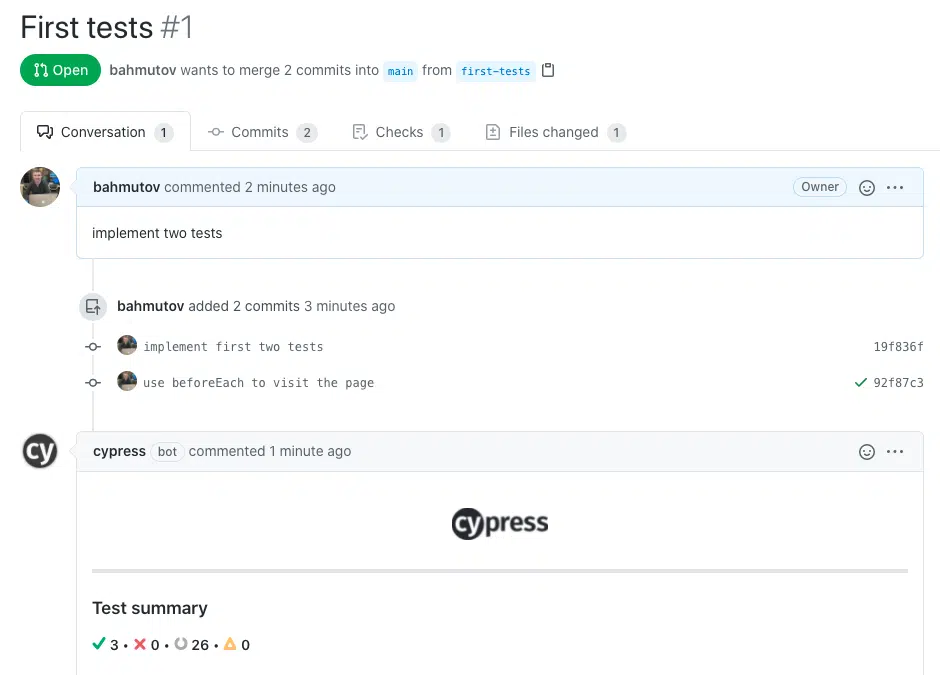 First tests #1
Open bahmutov wants to merge 2 commits into main from first-tests
Conversation 1 Commits 2 Checks 1 Files changed 1
bahmutov commented 2 minutes ago Owner
implement two tests
bahmutov added 2 commits 3 minutes ago
implement first two tests 19f836f
use beforeEach to visit the page 92f87c3
cy cypress bot commented 1 minute ago
cypress
Test summary
3 • 0 • 26 • 0